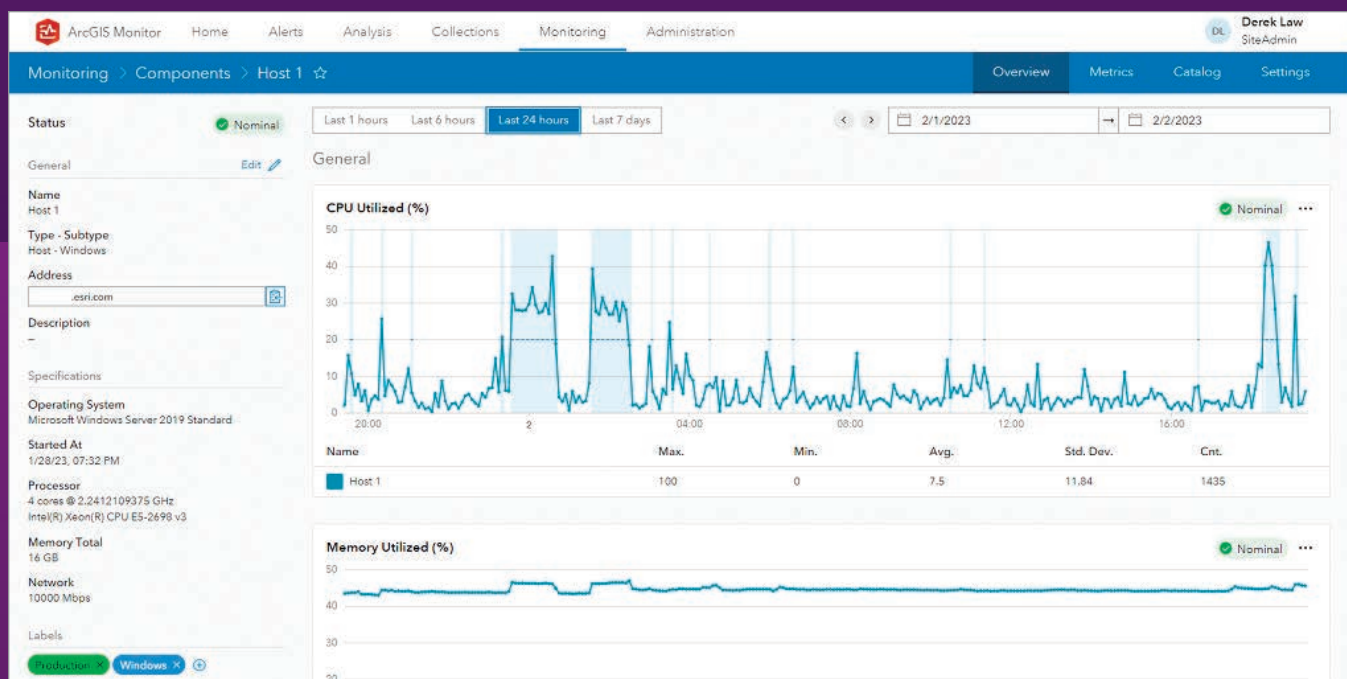 ArcGIS Monitor Home Alerts Analysis Collections Monitoring Administration
DL Derek Law
SiteAdmin
Monitoring > Components > Host 1
Overview Metrics Catalog Settings
Status Nominal
General Edit
Name
Host 1
Type - Subtype
Host - Windows
Address
.esri.com
Description
–
Specifications
Operating System
Microsoft Windows Server 2019 Standard
Started At
1/28/23, 07:32 PM
Processor
4 cores @ 2.2412109375 GHz
Intel(R) Xeon(R) CPU E5-2698 v3
Memory Total
16 GB
Network
10000 Mbps
Labels
Production × Windows ×
Last 1 hours Last 6 hours Last 24 hours Last 7 days
< > 2/1/2023 → 2/2/2023
General
CPU Utilized (%) Nominal ...
50
40
30
20
10
0
20:00 2 04:00 08:00 12:00 16:00
Name Max. Min. Avg. Std. Dev. Cnt.
Host 1 100 0 7.5 11.84 1435
Memory Utilized (%) Nominal ...
50
40
30
20